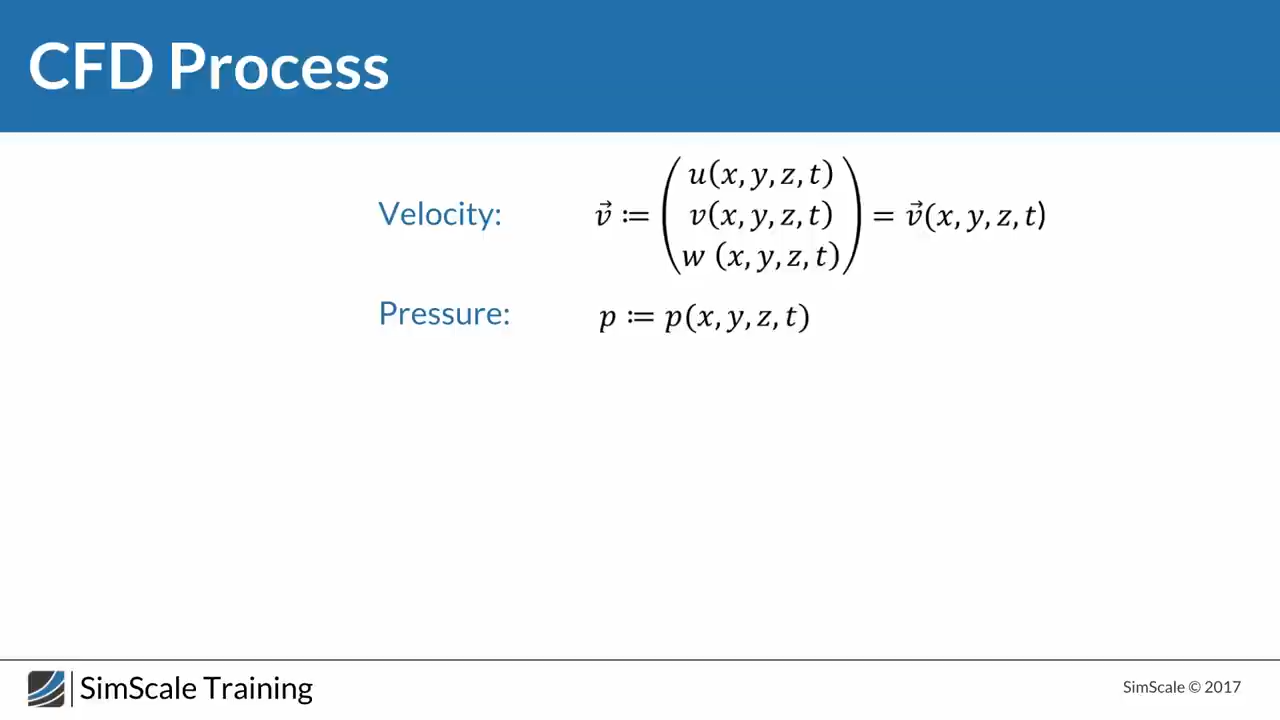 CFD Process
u(x, y, z, t)
Velocity: v⃗ ≔ ( v(x, y, z, t) ) = v⃗(x, y, z, t)
w (x, y, z, t)
Pressure: p ≔ p(x, y, z, t)
SimScale Training
SimScale © 2017